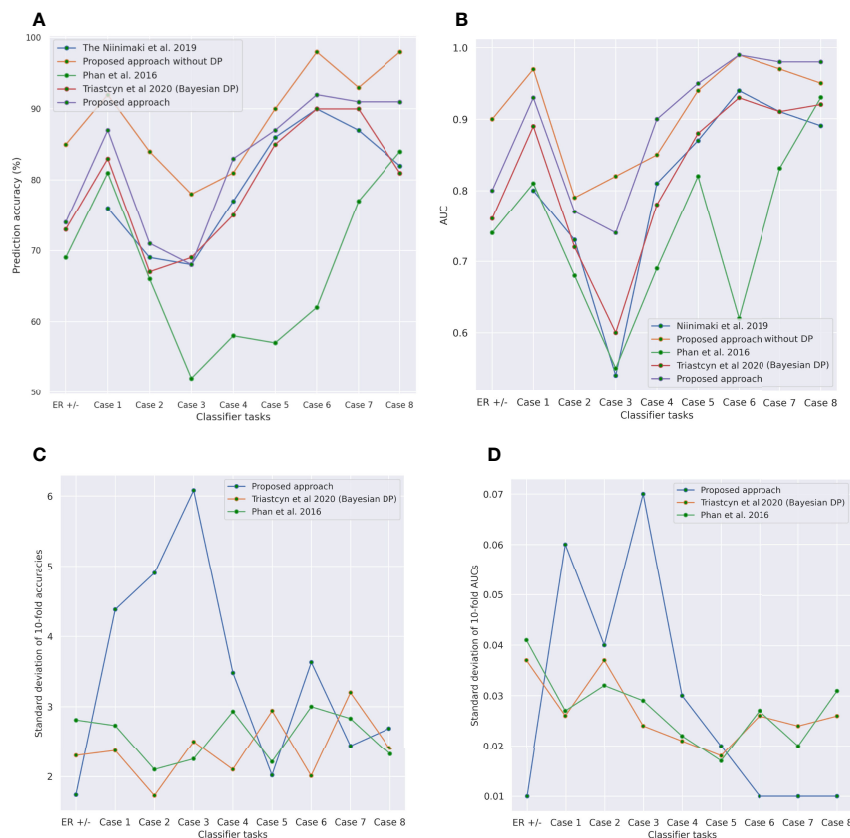 A
100
90
80
70
60
50
Prediction accuracy (%)
The Niinimaki et al. 2019
Proposed approach without DP
Phan et al. 2016
Triastcyn et al 2020 (Bayesian DP)
Proposed approach
ER +/-
Case 1
Case 2
Case 3
Case 4
Case 5
Case 6
Case 7
Case 8
Classifier tasks
B
1.0
0.9
0.8
0.7
0.6
AUC
Niinimaki et al. 2019
Proposed approach without DP
Phan et al. 2016
Triastcyn et al 2020 (Bayesian DP)
Proposed approach
ER +/-
Case 1
Case 2
Case 3
Case 4
Case 5
Case 6
Case 7
Case 8
Classifier tasks
C
6
5
4
3
2
Standard deviation of 10-fold accuracies
Proposed approach
Triastcyn et al 2020 (Bayesian DP)
Phan et al. 2016
ER +/-
Case 1
Case 2
Case 3
Case 4
Case 5
Case 6
Case 7
Case 8
Classifier tasks
D
0.07
0.06
0.05
0.04
0.03
0.02
0.01
Standard deviation of 10-fold AUCs
Proposed approach
Triastcyn et al 2020 (Bayesian DP)
Phan et al. 2016
ER +/-
Case 1
Case 2
Case 3
Case 4
Case 5
Case 6
Case 7
Case 8
Classifier tasks